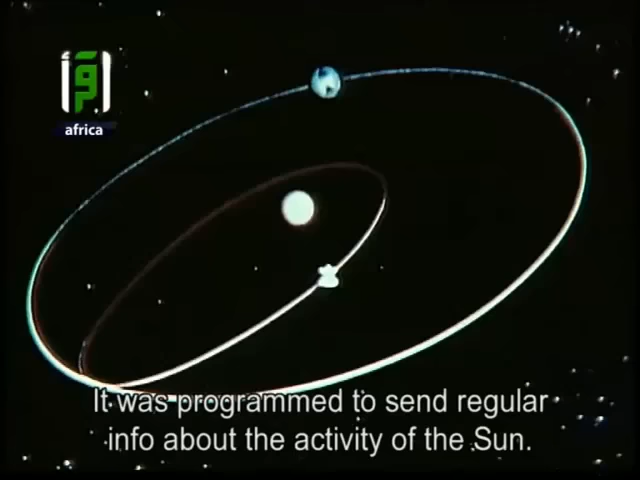 اقرأ
africa
It was programmed to send regular
info about the activity of the Sun.